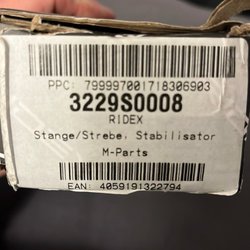 PPC: 799997001718306903
3229S0008
RIDEX
Stange/Strebe, Stabilisator
M-Parts
EAN: 4059191322794